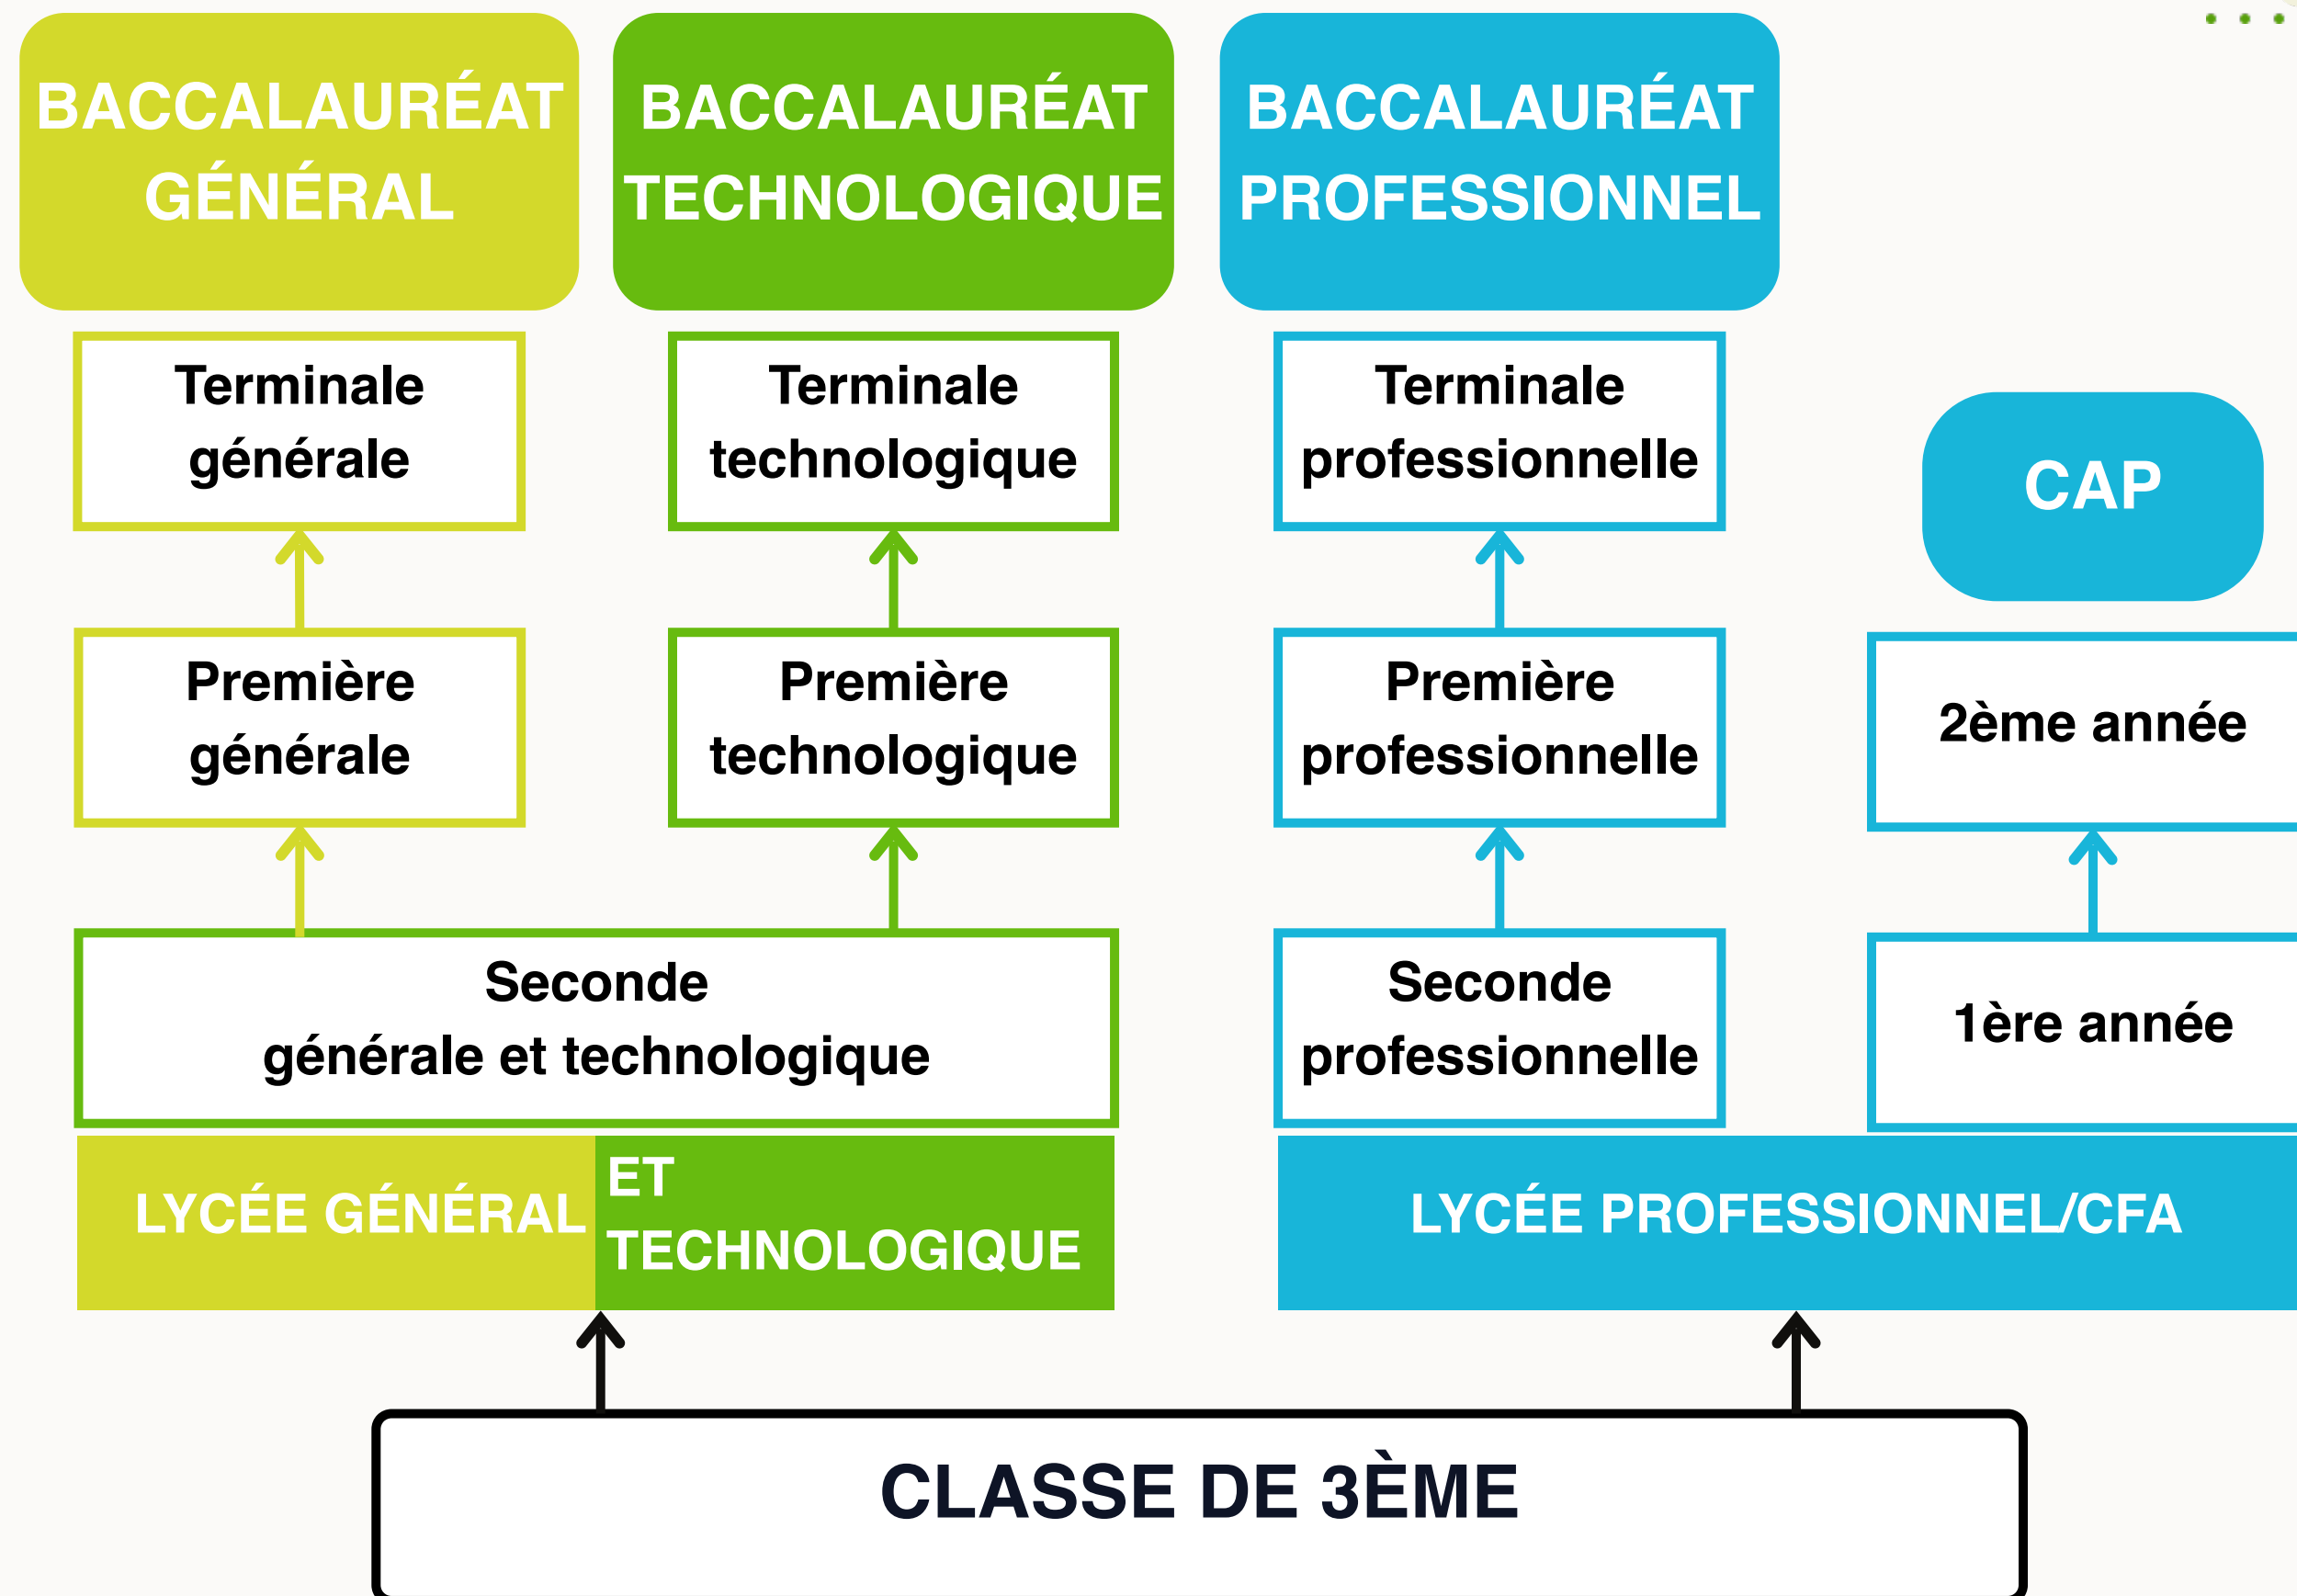 BACCALAURÉAT
GÉNÉRAL
BACCALAURÉAT
TECHNOLOGIQUE
BACCALAURÉAT
PROFESSIONNEL
Terminale
générale
Terminale
technologique
Terminale
professionnelle
CAP
Première
générale
Première
technologique
Première
professionnelle
2ème année
Seconde
générale et technologique
Seconde
professionnelle
1ère année
LYCÉE GÉNÉRAL
ET
TECHNOLOGIQUE
LYCÉE PROFESSIONNEL/CFA
CLASSE DE 3ÈME